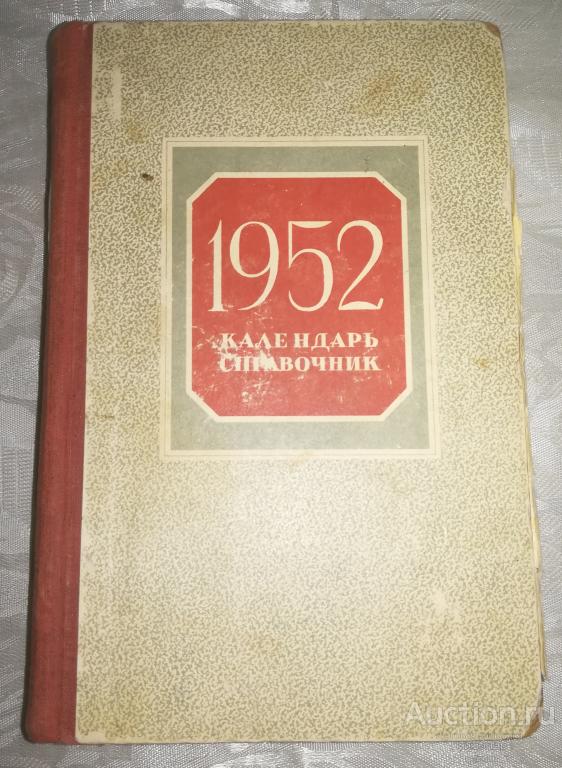 1952
КАЛЕНДАРЬ
СПРАВОЧНИК
Auction.ru